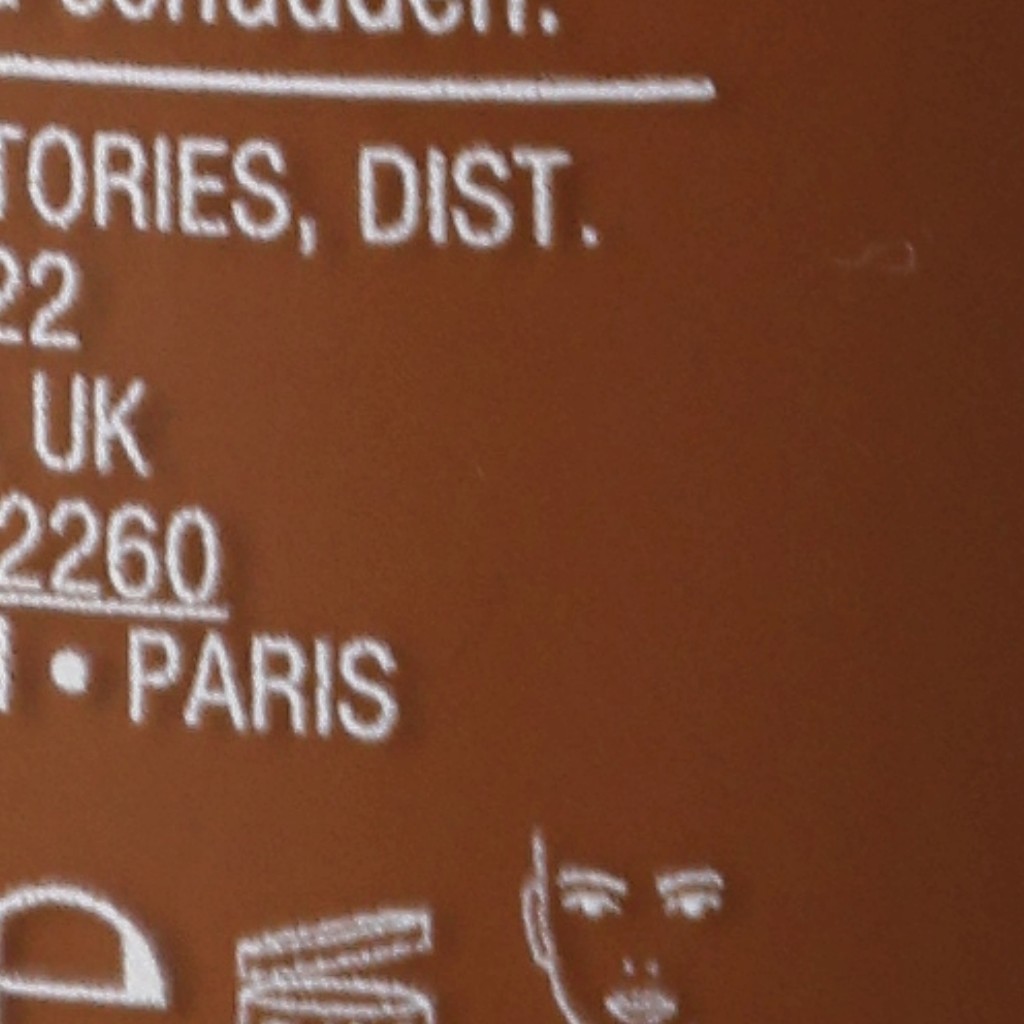 TORIES, DIST.
22
UK
2260
• PARIS